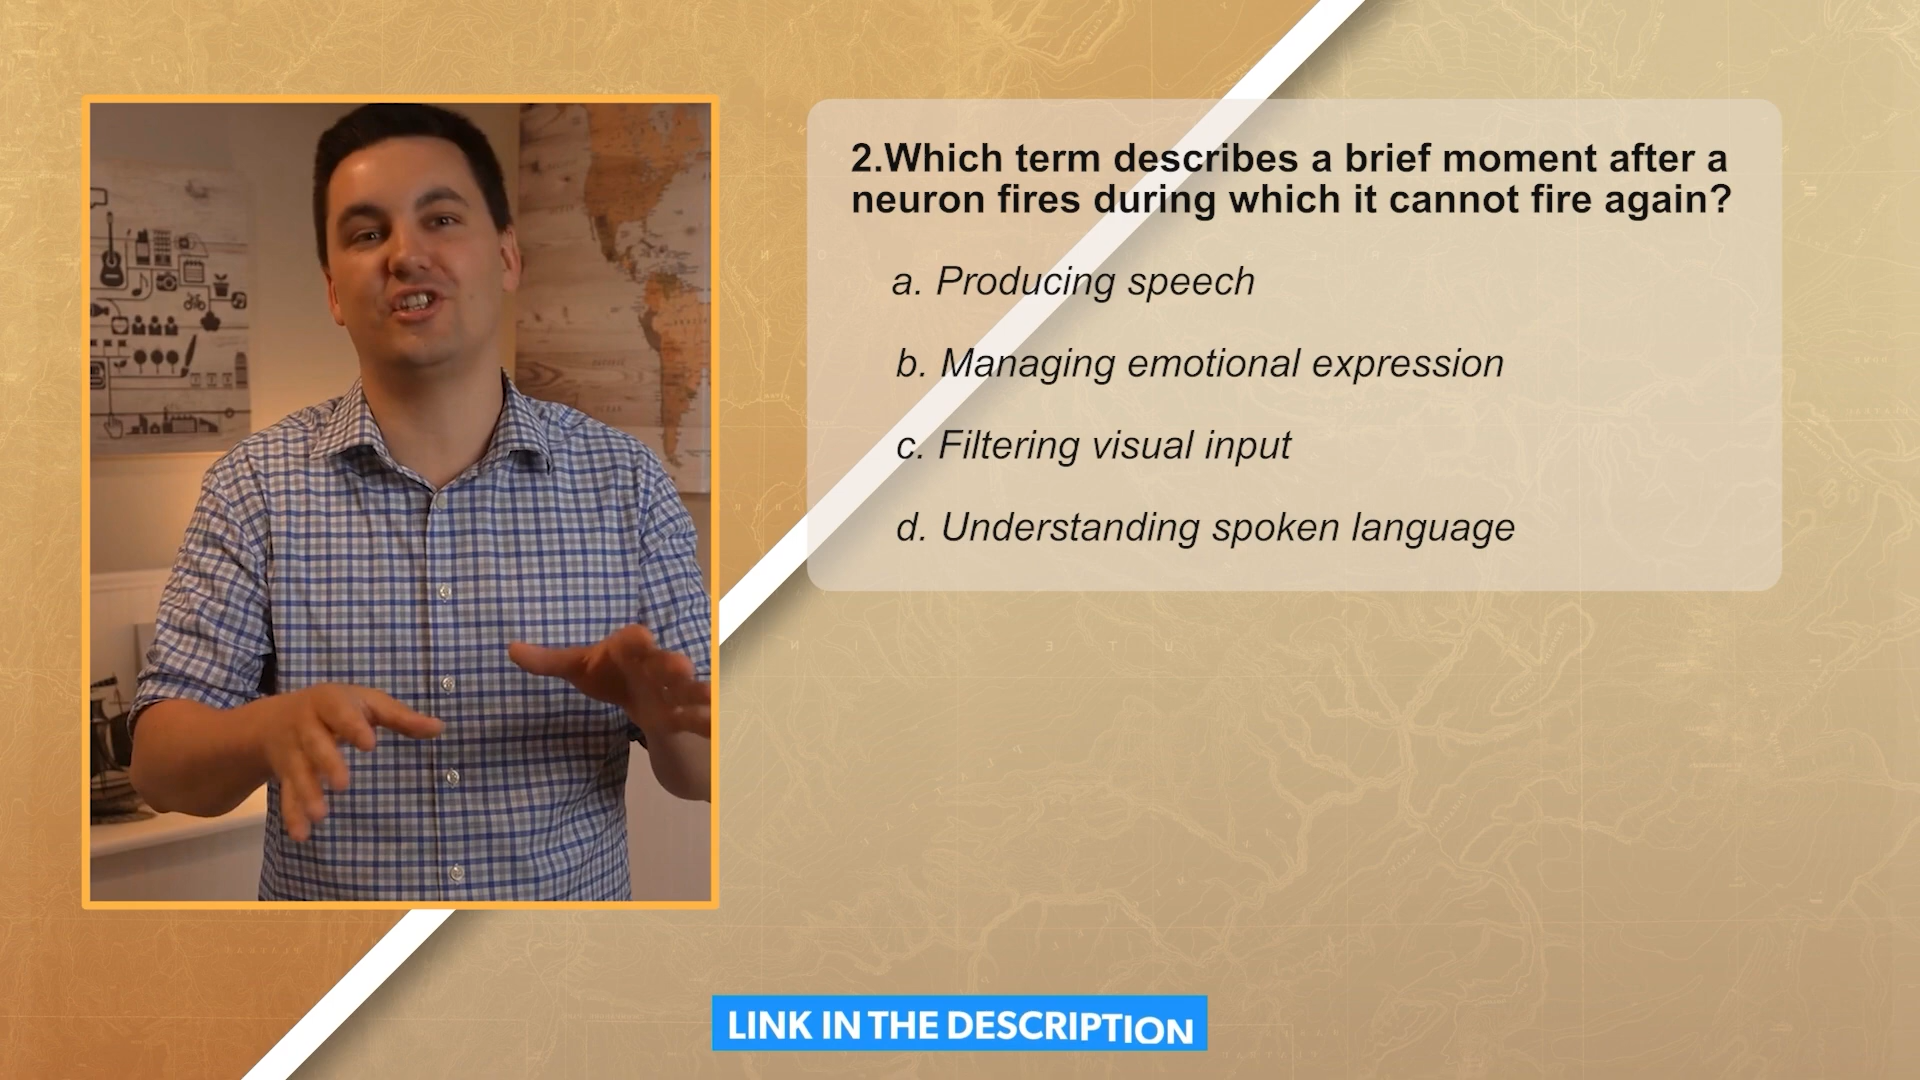 2.Which term describes a brief moment after a
neuron fires during which it cannot fire again?
a. Producing speech
b. Managing emotional expression
c. Filtering visual input
d. Understanding spoken language
LINK IN THE DESCRIPTION